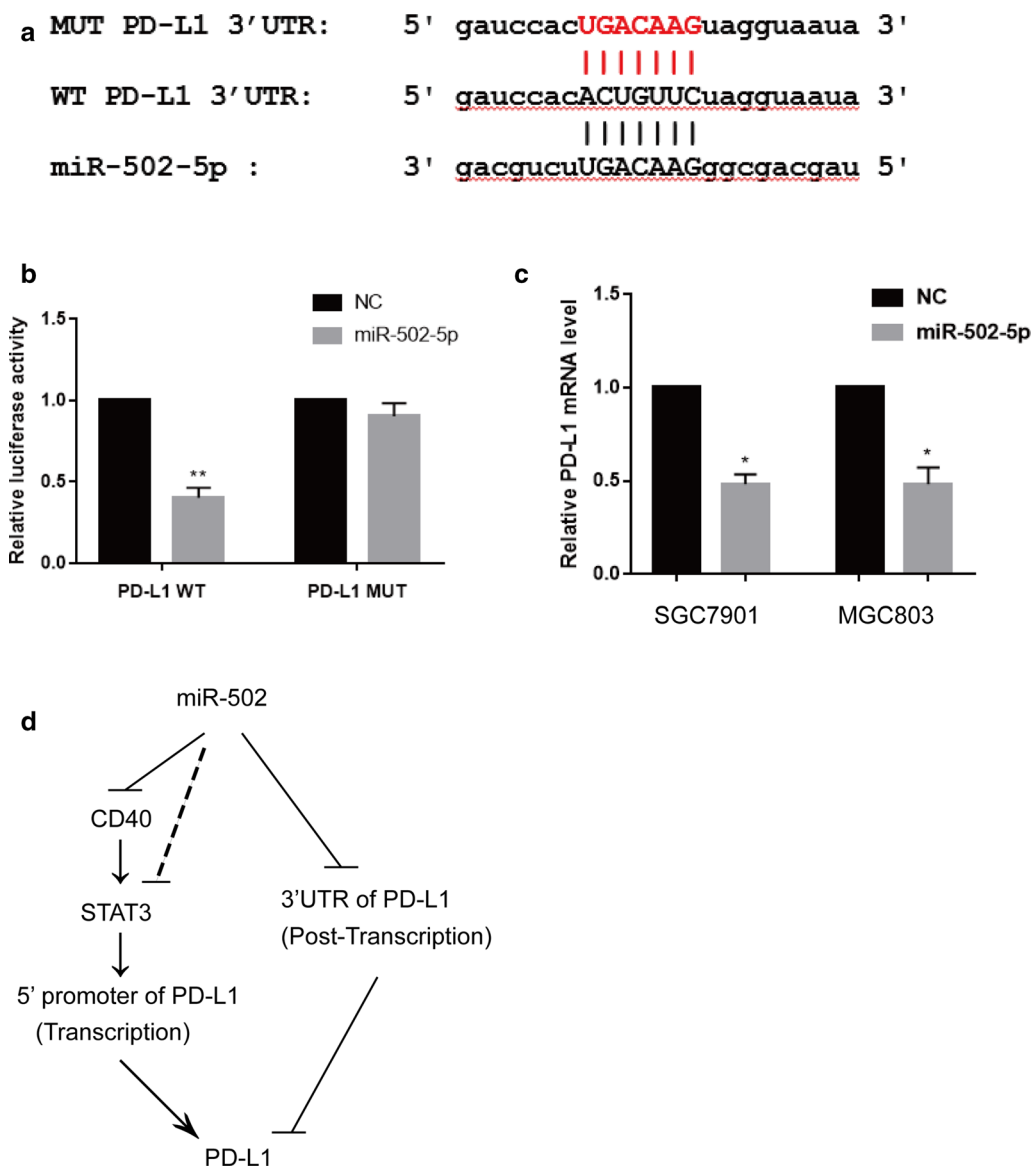 a
MUT PD-L1 3’UTR: 5' gauccacUGACAAGuagguaaua 3'
WT PD-L1 3’UTR: 5' gauccacACUGUUCuagguaaua 3'
miR-502-5p : 3' gacgucuUGACAAGggcgacgau 5'
b
NC
miR-502-5p
Relative luciferase activity
1.5
1.0
0.5
0.0
**
PD-L1 WT PD-L1 MUT
c
NC
miR-502-5p
Relative PD-L1 mRNA level
1.5
1.0
0.5
0.0
* *
SGC7901 MGC803
d
miR-502
CD40
STAT3
5’ promoter of PD-L1
(Transcription)
3’UTR of PD-L1
(Post-Transcription)
PD-L1